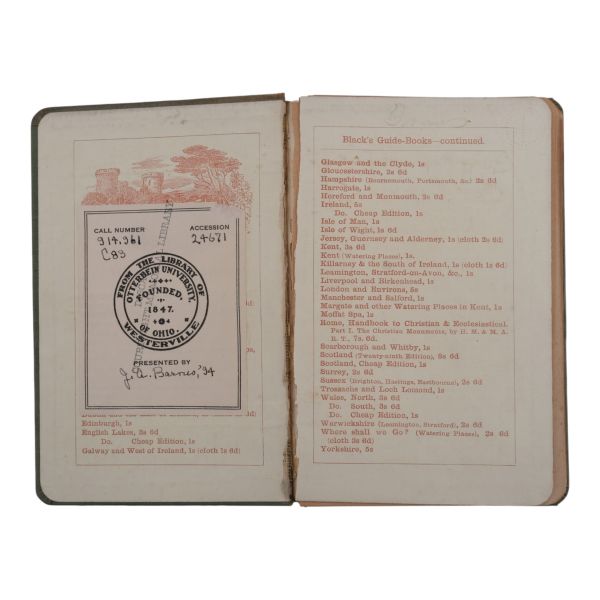 CALL NUMBER
914.961
C83
ACCESSION
24671
FROM THE LIBRARY OF
OTTERBEIN UNIVERSITY,
FOUNDED,
1847.
OF OHIO,
WESTERVILLE
PRESENTED BY
J. A. Barnes, '94
Edinburgh, 1s
English Lakes, 3s 6d
Do. Cheap Edition, 1s
Galway and West of Ireland, 1s (cloth 1s 6d)
Black's Guide-Books—continued.
Glasgow and the Clyde, 1s
Gloucestershire, 2s 6d
Hampshire (Bournemouth, Portsmouth, &c.) 2s 6d
Harrogate, 1s
Hereford and Monmouth, 2s 6d
Ireland, 5s
Do. Cheap Edition, 1s
Isle of Man, 1s
Isle of Wight, 1s 6d
Jersey, Guernsey and Alderney, 1s (cloth 2s 6d)
Kent, 3s 6d
Kent (Watering Places), 1s.
Killarney & the South of Ireland, 1s (cloth 1s 6d)
Leamington, Stratford-on-Avon, &c., 1s
Liverpool and Birkenhead, 1s
London and Environs, 5s
Manchester and Salford, 1s
Margate and other Watering Places in Kent, 1s
Moffat Spa, 1s
Rome, Handbook to Christian & Ecclesiastical.
Part I. The Christian Monuments, by H. M. & M. A.
R. T., 7s. 6d.
Scarborough and Whitby, 1s
Scotland (Twenty-ninth Edition), 8s 6d
Scotland, Cheap Edition, 1s
Surrey, 2s 6d
Sussex (Brighton, Hastings, Eastbourne), 2s 6d
Trossachs and Loch Lomond, 1s
Wales, North, 3s 6d
Do. South, 3s 6d
Do. Cheap Edition, 1s
Warwickshire (Leamington, Stratford), 2s 6d
Where shall we Go? (Watering Places), 2s 6d
(cloth 3s 6d)
Yorkshire, 5s